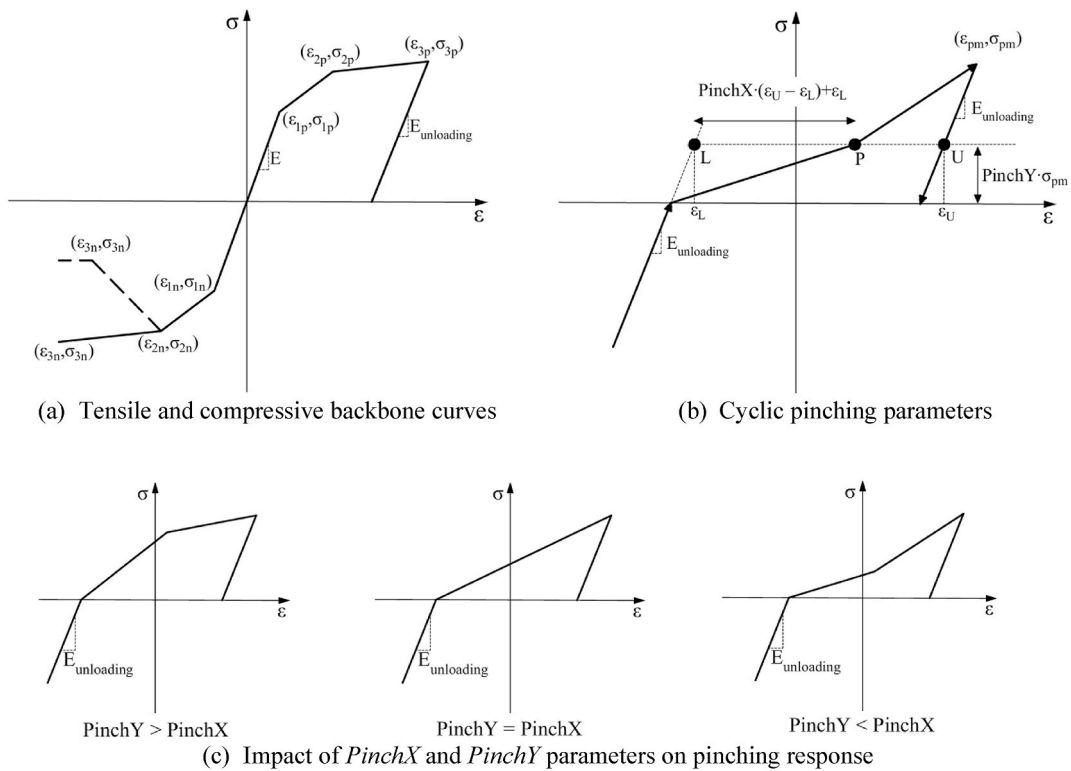 σ
(ε2p,σ2p)
(ε3p,σ3p)
(ε1p,σ1p)
E
Eunloading
ε
(ε3n,σ3n)
(ε1n,σ1n)
(ε3n,σ3n)
(ε2n,σ2n)
(a) Tensile and compressive backbone curves
σ
(εpm,σpm)
PinchX·(εU – εL)+εL
Eunloading
L
P
U
PinchY·σpm
εL
εU
ε
Eunloading
(b) Cyclic pinching parameters
σ
ε
Eunloading
PinchY > PinchX
σ
ε
Eunloading
PinchY = PinchX
σ
ε
Eunloading
PinchY < PinchX
(c) Impact of PinchX and PinchY parameters on pinching response